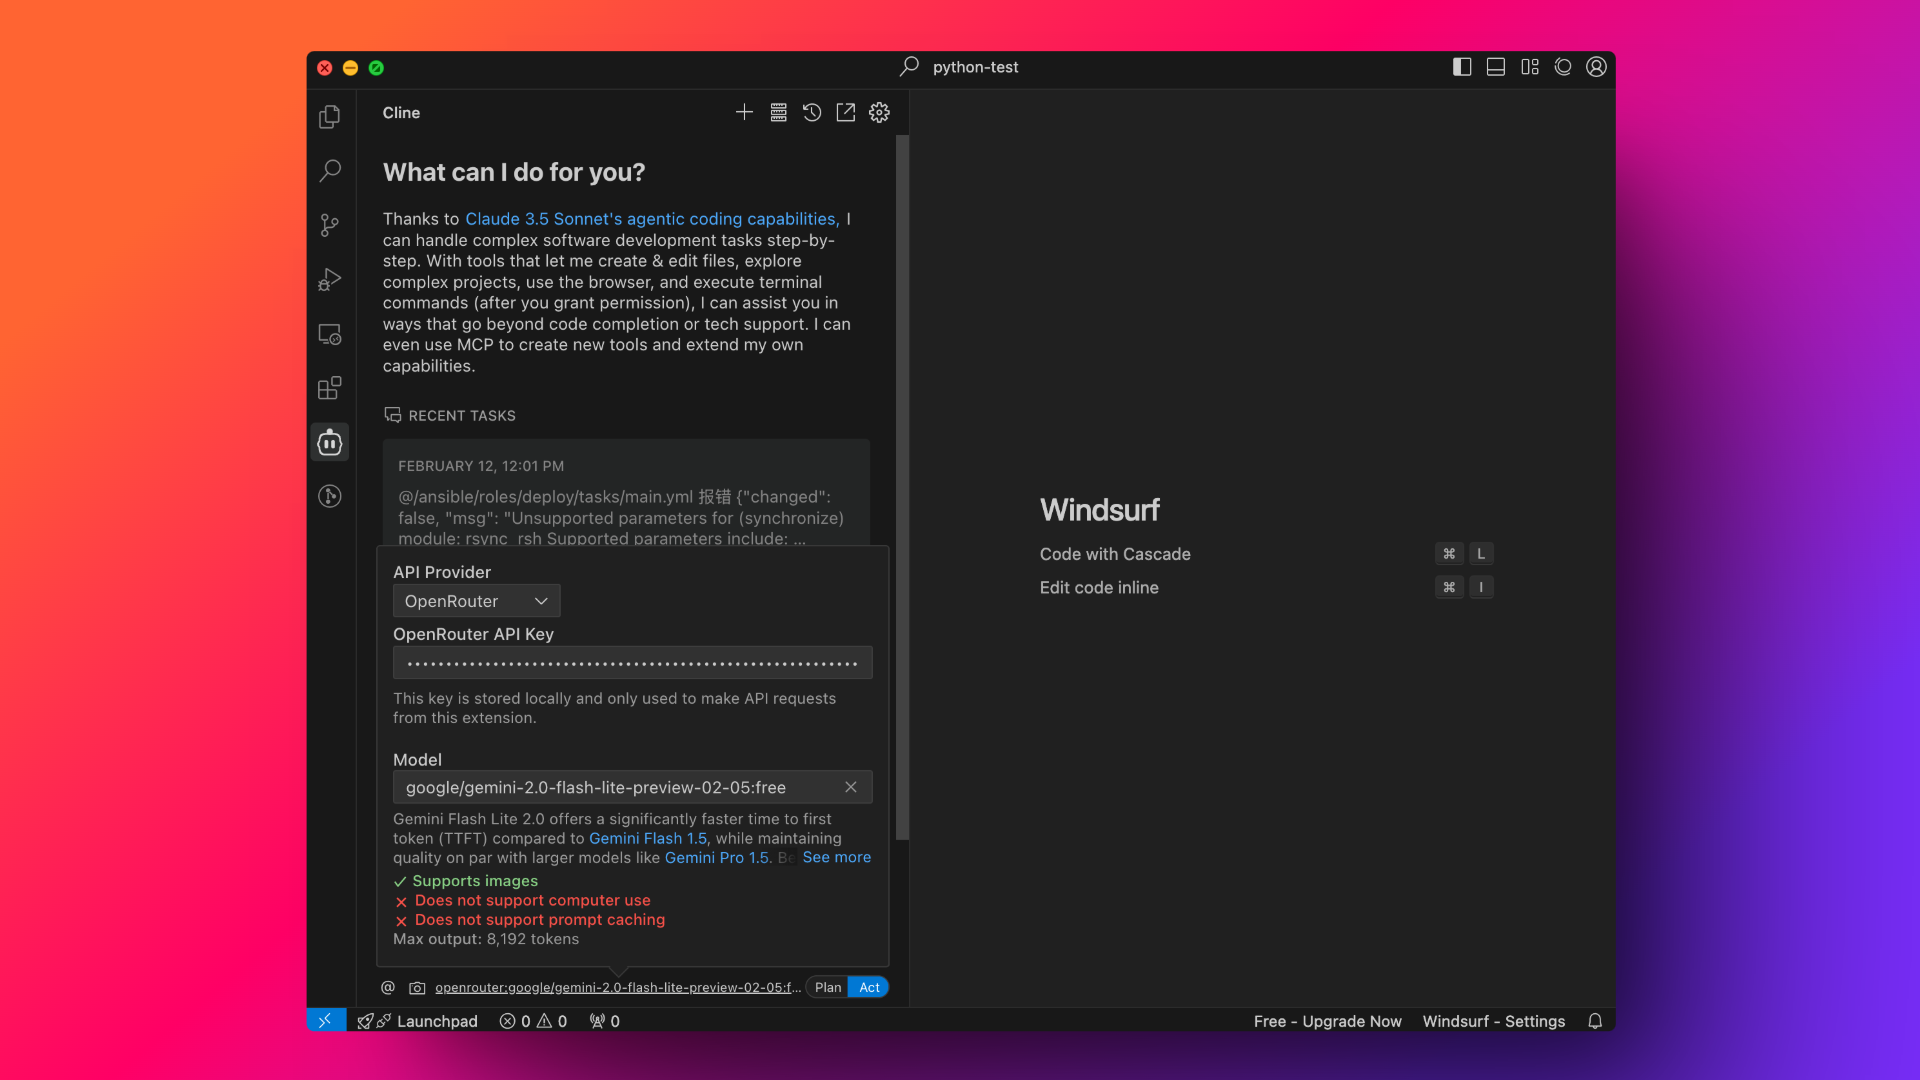 python-test
Cline
What can I do for you?
Thanks to Claude 3.5 Sonnet's agentic coding capabilities, I
can handle complex software development tasks step-by-
step. With tools that let me create & edit files, explore
complex projects, use the browser, and execute terminal
commands (after you grant permission), I can assist you in
ways that go beyond code completion or tech support. I can
even use MCP to create new tools and extend my own
capabilities.
RECENT TASKS
FEBRUARY 12, 12:01 PM
@/ansible/roles/deploy/tasks/main.yml 报错 {"changed":
false, "msg": "Unsupported parameters for (synchronize)
module: rsync_rsh Supported parameters include: ...
API Provider
OpenRouter
OpenRouter API Key
This key is stored locally and only used to make API requests
from this extension.
Model
google/gemini-2.0-flash-lite-preview-02-05:free
Gemini Flash Lite 2.0 offers a significantly faster time to first
token (TTFT) compared to Gemini Flash 1.5, while maintaining
quality on par with larger models like Gemini Pro 1.5. Be See more
Supports images
Does not support computer use
Does not support prompt caching
Max output: 8,192 tokens
@ openrouter:google/gemini-2.0-flash-lite-preview-02-05:f... Plan Act
Windsurf
Code with Cascade ⌘ L
Edit code inline ⌘ I
Launchpad 0 0 0
Free - Upgrade Now Windsurf - Settings